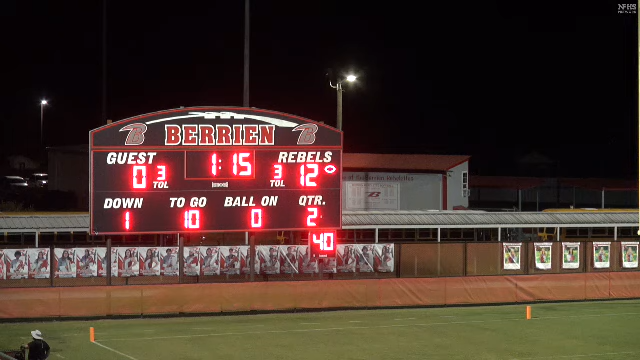 NFHS
BERRIEN
GUEST 1:15 REBELS
0 3 TOL 3 TOL 12
DOWN TO GO BALL ON QTR.
1 10 0 2
40